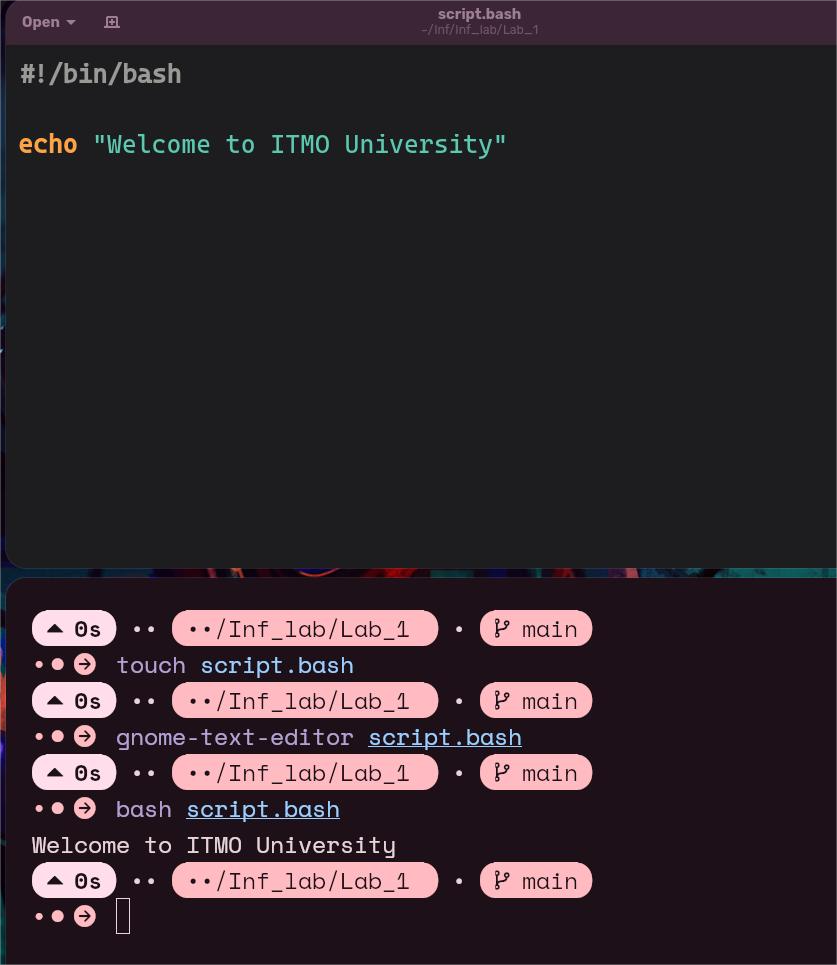 Open
script.bash
~/Inf/Inf_lab/Lab_1
#!/bin/bash
echo "Welcome to ITMO University"
0s •• ••/Inf_lab/Lab_1 • main
touch script.bash
0s •• ••/Inf_lab/Lab_1 • main
gnome-text-editor script.bash
0s •• ••/Inf_lab/Lab_1 • main
bash script.bash
Welcome to ITMO University
0s •• ••/Inf_lab/Lab_1 • main